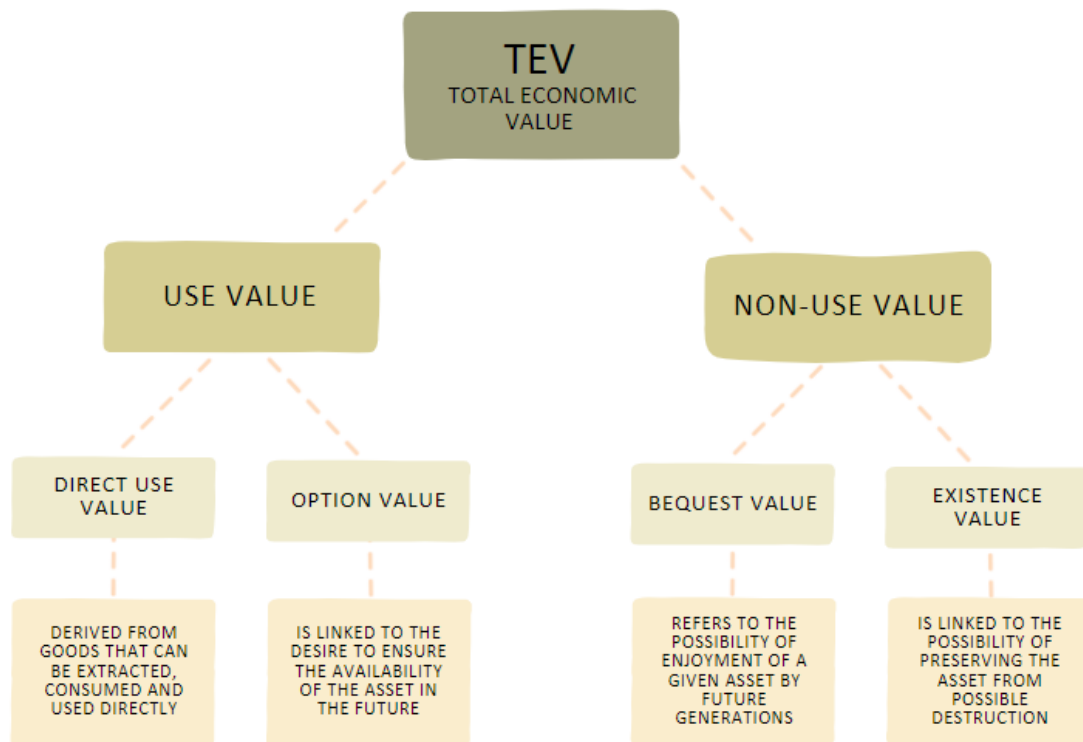 TEV
TOTAL ECONOMIC
VALUE
USE VALUE
NON-USE VALUE
DIRECT USE
VALUE
OPTION VALUE
BEQUEST VALUE
EXISTENCE
VALUE
DERIVED FROM
GOODS THAT CAN
BE EXTRACTED,
CONSUMED AND
USED DIRECTLY
IS LINKED TO THE
DESIRE TO ENSURE
THE AVAILABILITY
OF THE ASSET IN
THE FUTURE
REFERS TO THE
POSSIBILITY OF
ENJOYMENT OF A
GIVEN ASSET BY
FUTURE
GENERATIONS
IS LINKED TO THE
POSSIBILITY OF
PRESERVING THE
ASSET FROM
POSSIBLE
DESTRUCTION